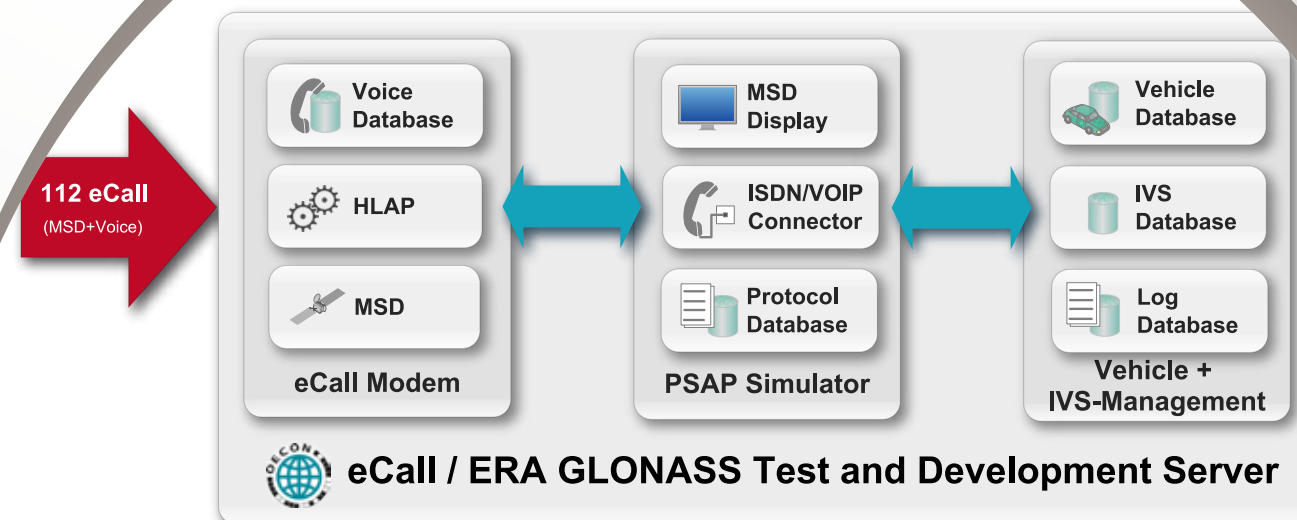 112 eCall
(MSD+Voice)
Voice
Database
HLAP
MSD
eCall Modem
MSD
Display
ISDN/VOIP
Connector
Protocol
Database
PSAP Simulator
Vehicle
Database
IVS
Database
Log
Database
Vehicle +
IVS-Management
OECON
eCall / ERA GLONASS Test and Development Server